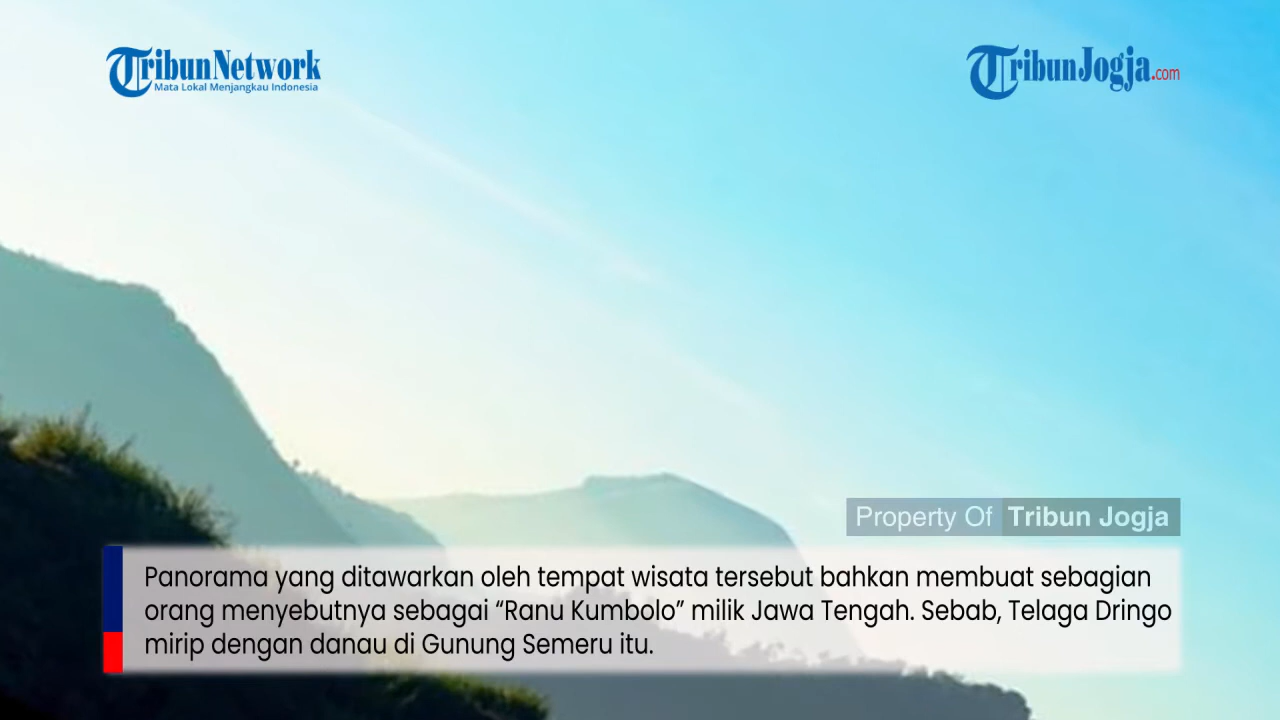 TribunNetwork
Mata Lokal Menjangkau Indonesia
TribunJogja.com
Property Of Tribun Jogja
Panorama yang ditawarkan oleh tempat wisata tersebut bahkan membuat sebagian
orang menyebutnya sebagai “Ranu Kumbolo” milik Jawa Tengah. Sebab, Telaga Dringo
mirip dengan danau di Gunung Semeru itu.